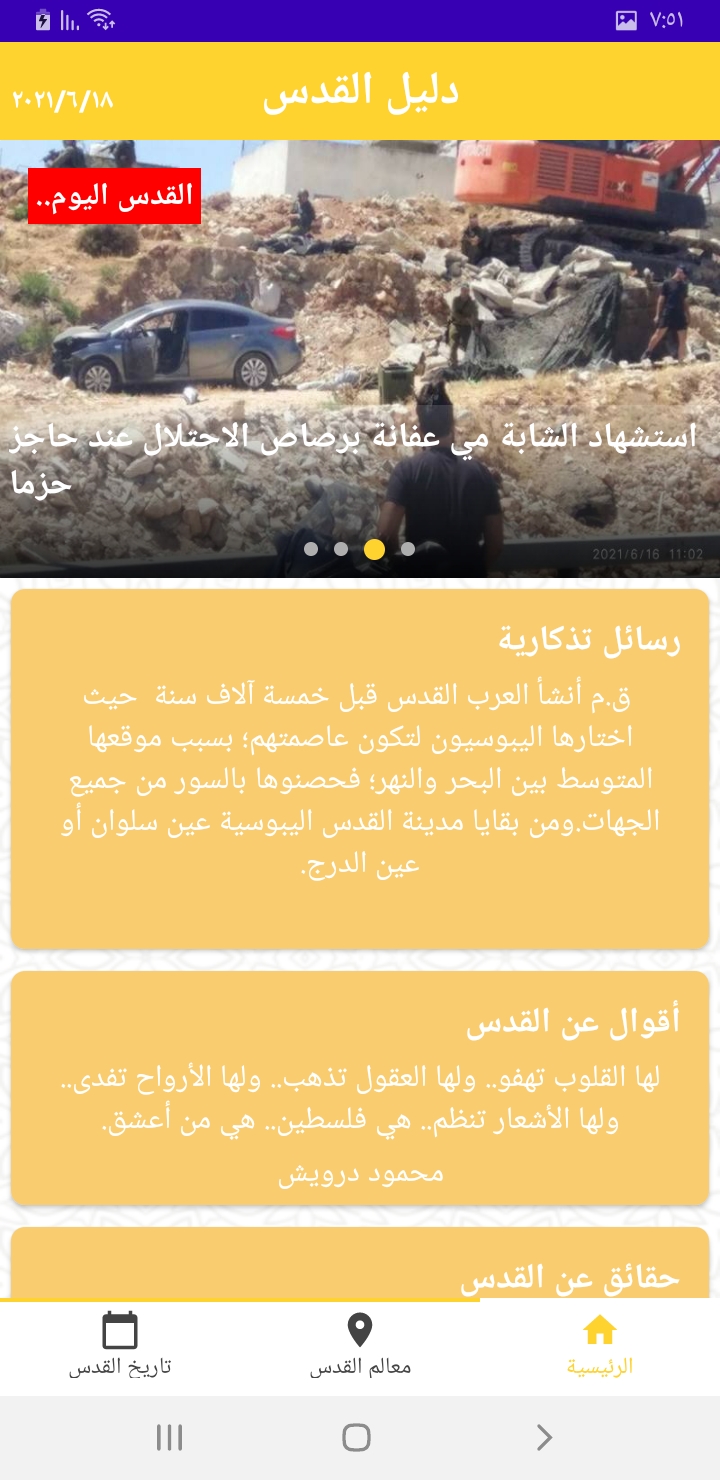 ٧:٥١
دليل القدس
٢٠٢١/٦/١٨
القدس اليوم..
استشهاد الشابة مي عفانة برصاص الاحتلال عند حاجز
حزما
2021/6/16 11:02
رسائل تذكارية
ق.م أنشأ العرب القدس قبل خمسة آلاف سنة حيث
اختارها اليبوسيون لتكون عاصمتهم؛ بسبب موقعها
المتوسط بين البحر والنهر؛ فحصنوها بالسور من جميع
الجهات.ومن بقايا مدينة القدس اليبوسية عين سلوان أو
عين الدرج.
أقوال عن القدس
لها القلوب تهفو.. ولها العقول تذهب.. ولها الأرواح تفدى..
ولها الأشعار تنظم.. هي فلسطين.. هي من أعشق.
محمود درويش
حقائق عن القدس
الرئيسية
معالم القدس
تاريخ القدس